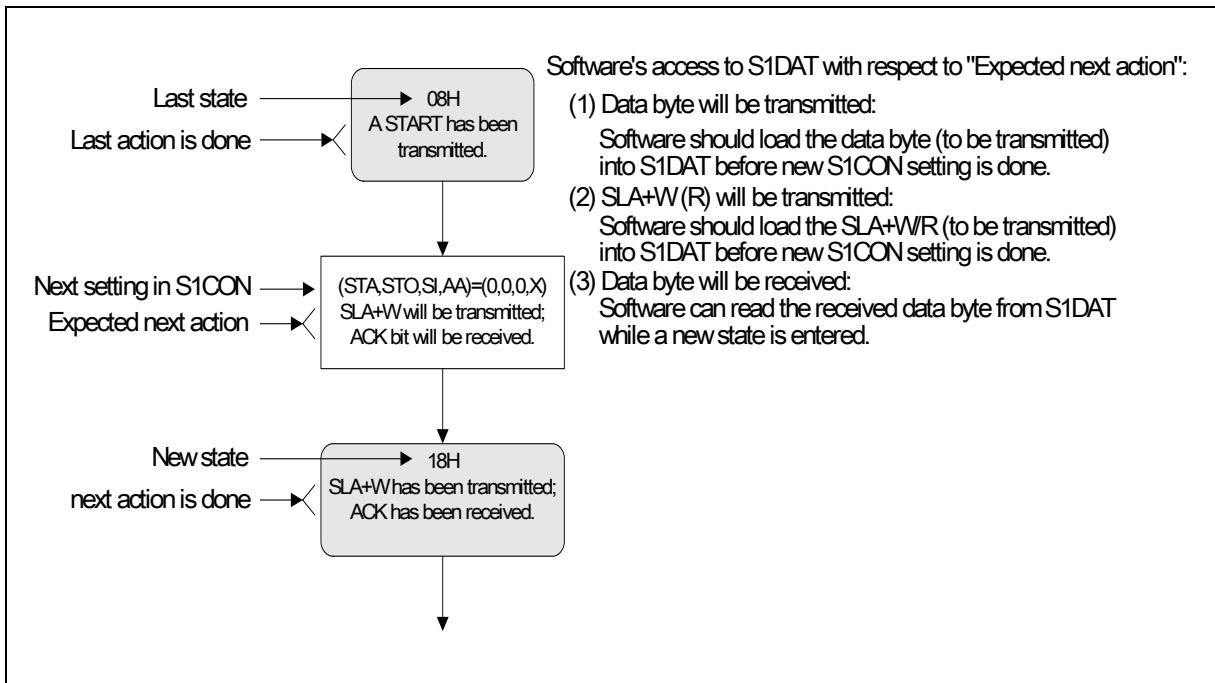 Last state
Last action is done
08H
A START has been
transmitted.
Next setting in S1CON
Expected next action
(STA,STO,SI,AA)=(0,0,0,X)
SLA+W will be transmitted;
ACK bit will be received.
New state
next action is done
18H
SLA+W has been transmitted;
ACK has been received.
Software's access to S1DAT with respect to "Expected next action":
(1) Data byte will be transmitted:
Software should load the data byte (to be transmitted)
into S1DAT before new S1CON setting is done.
(2) SLA+W (R) will be transmitted:
Software should load the SLA+W/R (to be transmitted)
into S1DAT before new S1CON setting is done.
(3) Data byte will be received:
Software can read the received data byte from S1DAT
while a new state is entered.